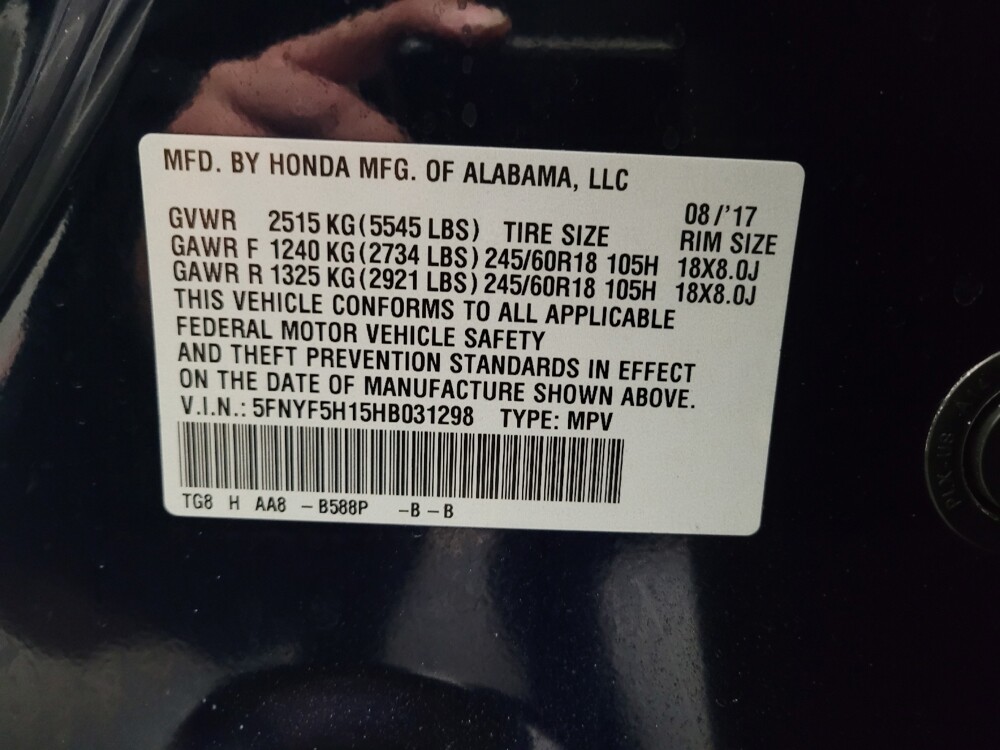 MFD. BY HONDA MFG. OF ALABAMA, LLC
08/'17
GVWR 2515 KG (5545 LBS) TIRE SIZE RIM SIZE
GAWR F 1240 KG (2734 LBS) 245/60R18 105H 18X8.0J
GAWR R 1325 KG (2921 LBS) 245/60R18 105H 18X8.0J
THIS VEHICLE CONFORMS TO ALL APPLICABLE
FEDERAL MOTOR VEHICLE SAFETY
AND THEFT PREVENTION STANDARDS IN EFFECT
ON THE DATE OF MANUFACTURE SHOWN ABOVE.
V.I.N.: 5FNYF5H15HB031298 TYPE: MPV
TG8 H AA8 - B588P - B - B